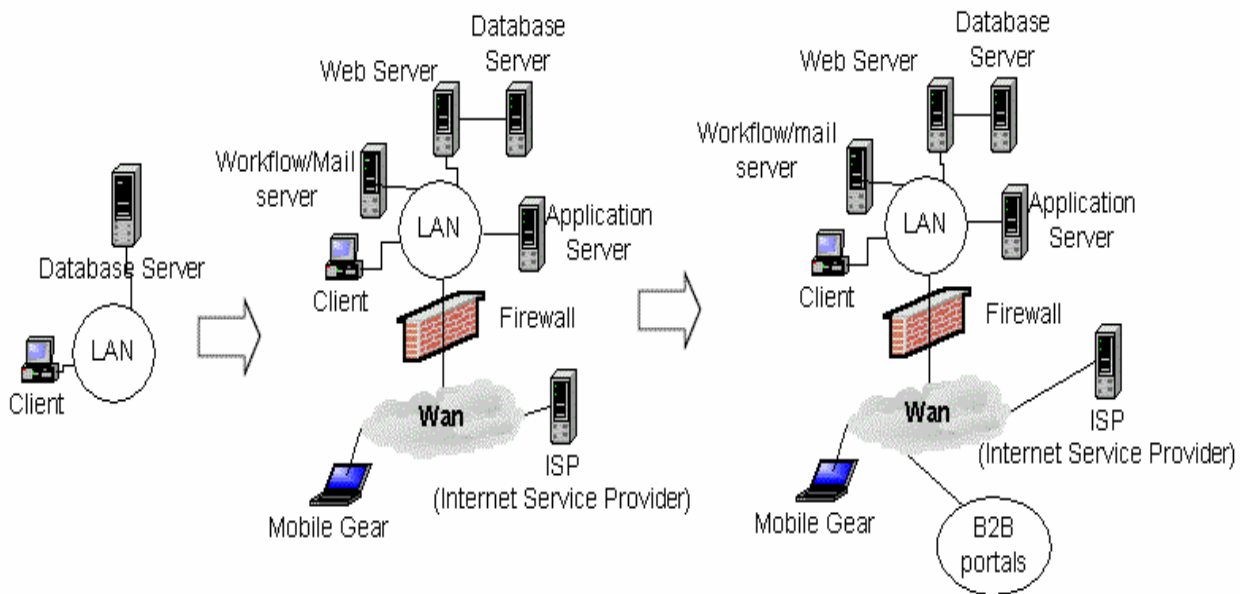 Database Server
LAN
Client
Database
Server
Web Server
Workflow/Mail
server
LAN
Application
Server
Client
Firewall
Wan
ISP
(Internet Service Provider)
Mobile Gear
Database
Server
Web Server
Workflow/mail
server
LAN
Application
Server
Client
Firewall
Wan
ISP
(Internet Service Provider)
Mobile Gear
B2B
portals